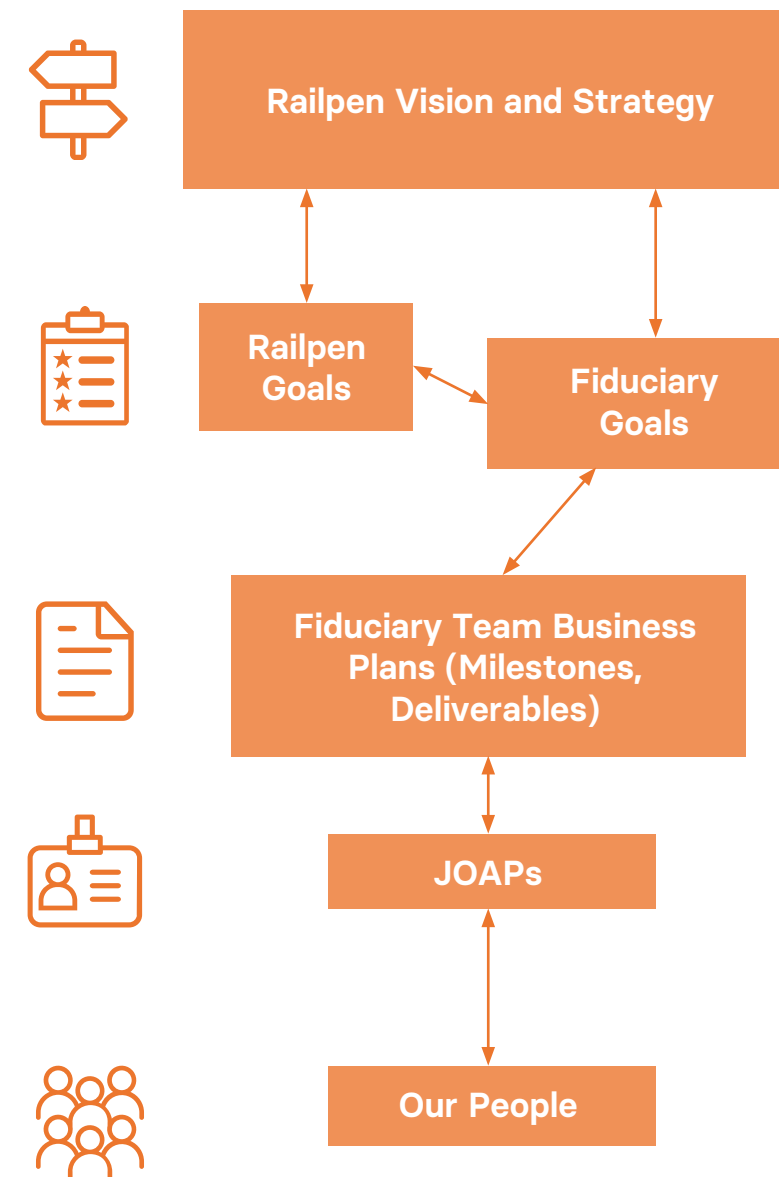 Railpen Vision and Strategy
Railpen
Goals
Fiduciary
Goals
Fiduciary Team Business
Plans (Milestones,
Deliverables)
JOAPs
Our People